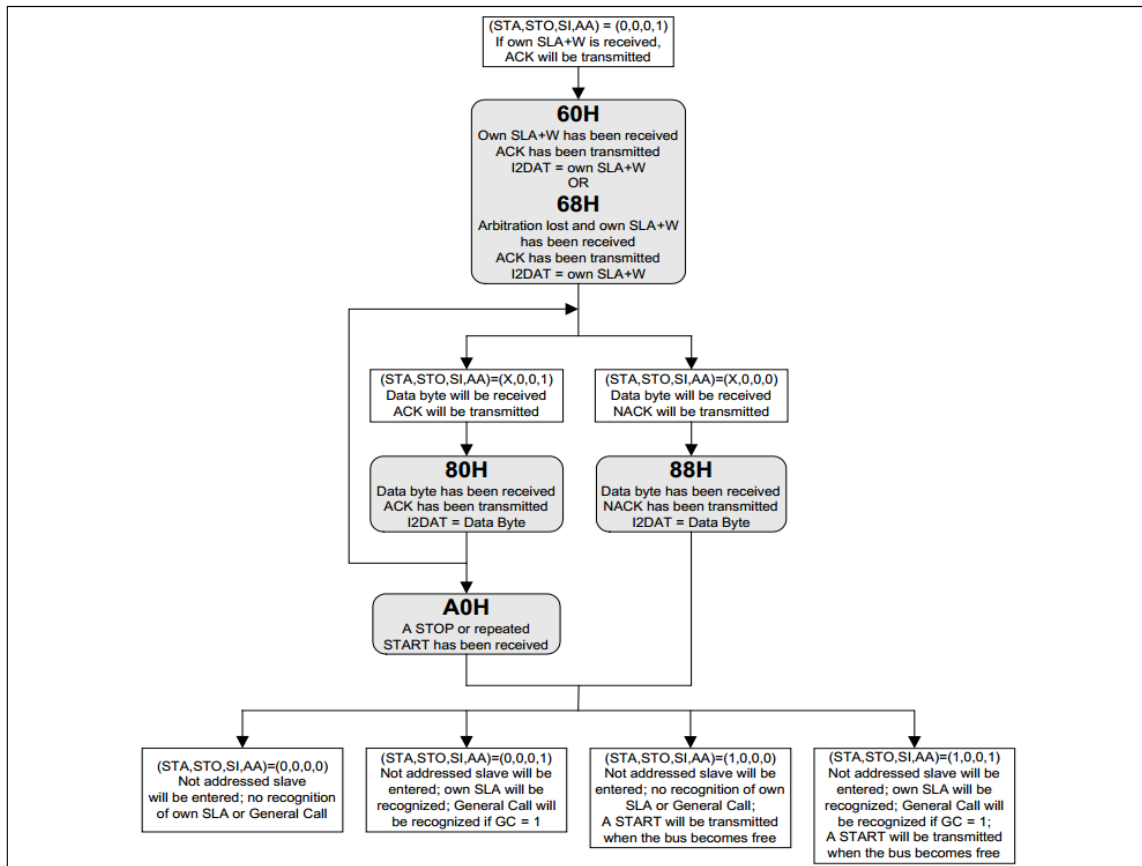 (STA,STO,SI,AA) = (0,0,0,1)
If own SLA+W is received,
ACK will be transmitted
60H
Own SLA+W has been received
ACK has been transmitted
I2DAT = own SLA+W
OR
68H
Arbitration lost and own SLA+W
has been received
ACK has been transmitted
I2DAT = own SLA+W
(STA,STO,SI,AA)=(X,0,0,1)
Data byte will be received
ACK will be transmitted
(STA,STO,SI,AA)=(X,0,0,0)
Data byte will be received
NACK will be transmitted
80H
Data byte has been received
ACK has been transmitted
I2DAT = Data Byte
88H
Data byte has been received
NACK has been transmitted
I2DAT = Data Byte
A0H
A STOP or repeated
START has been received
(STA,STO,SI,AA)=(0,0,0,0)
Not addressed slave
will be entered; no recognition
of own SLA or General Call
(STA,STO,SI,AA)=(0,0,0,1)
Not addressed slave will be
entered; own SLA will be
recognized; General Call will
be recognized if GC = 1
(STA,STO,SI,AA)=(1,0,0,0)
Not addressed slave will be
entered; no recognition of own
SLA or General Call;
A START will be transmitted
when the bus becomes free
(STA,STO,SI,AA)=(1,0,0,1)
Not addressed slave will be
entered; own SLA will be
recognized; General Call will
be recognized if GC = 1;
A START will be transmitted
when the bus becomes free